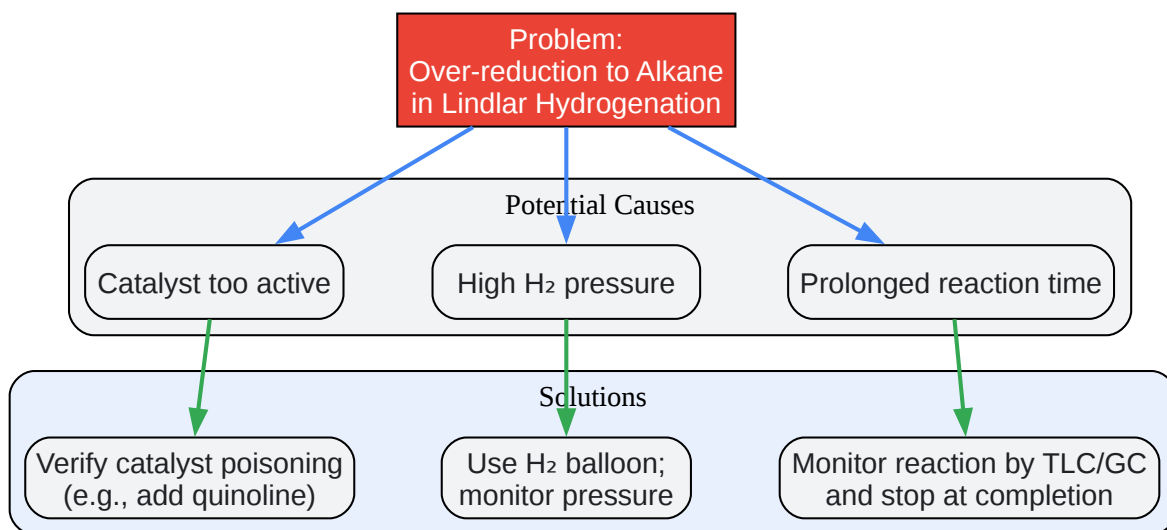 Problem:
Over-reduction to Alkane
in Lindlar Hydrogenation
Potential Causes
Catalyst too active
High H₂ pressure
Prolonged reaction time
Solutions
Verify catalyst poisoning
(e.g., add quinoline)
Use H₂ balloon;
monitor pressure
Monitor reaction by TLC/GC
and stop at completion